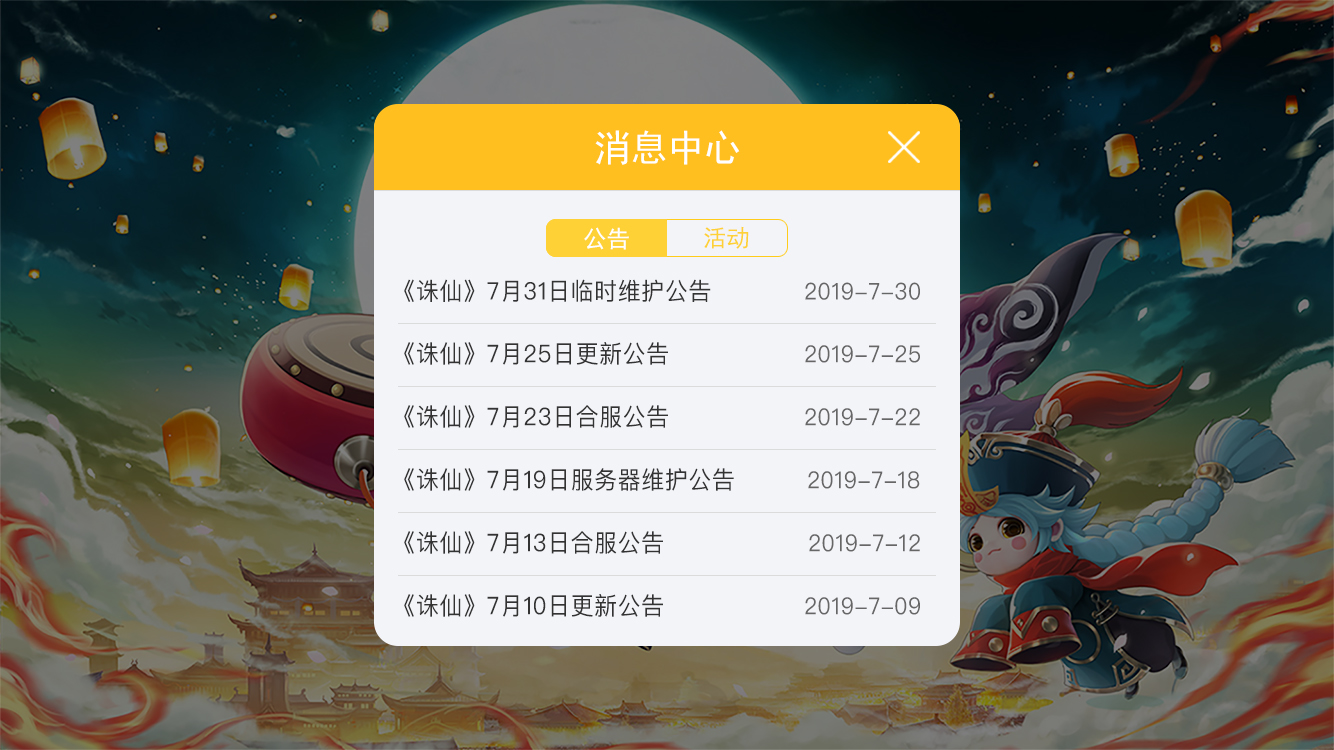 消息中心
公告 活动
《诛仙》7月31日临时维护公告 2019-7-30
《诛仙》7月25日更新公告 2019-7-25
《诛仙》7月23日合服公告 2019-7-22
《诛仙》7月19日服务器维护公告 2019-7-18
《诛仙》7月13日合服公告 2019-7-12
《诛仙》7月10日更新公告 2019-7-09